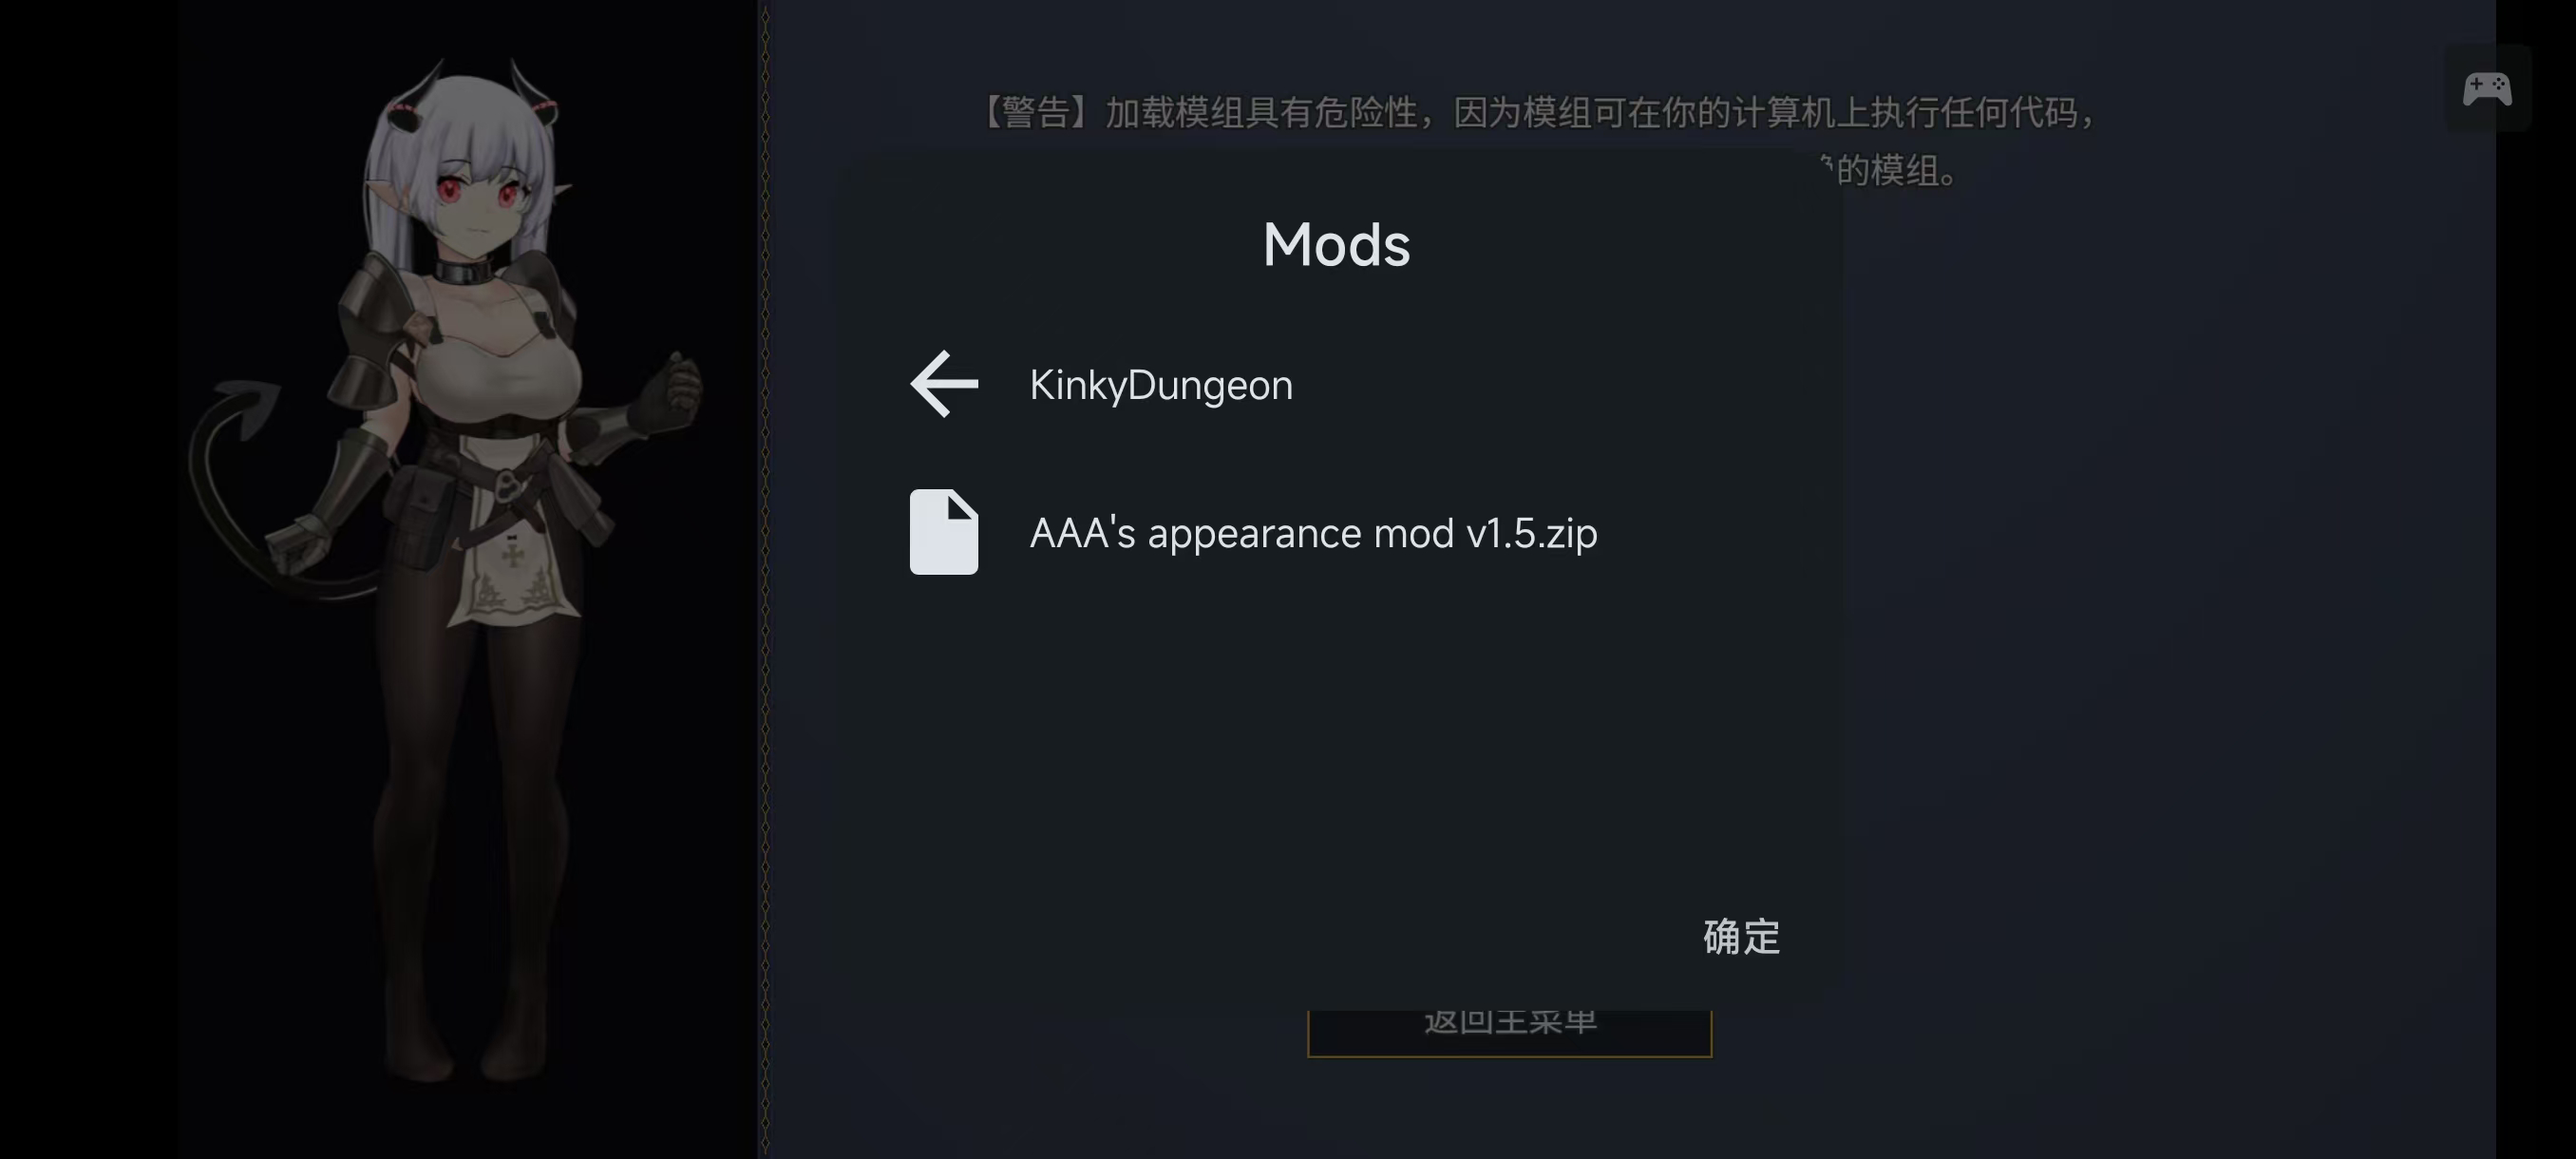 【警告】加载模组具有危险性，因为模组可在你的计算机上执行任何代码，
的模组。
Mods
KinkyDungeon
AAA's appearance mod v1.5.zip
确定
返回主菜单